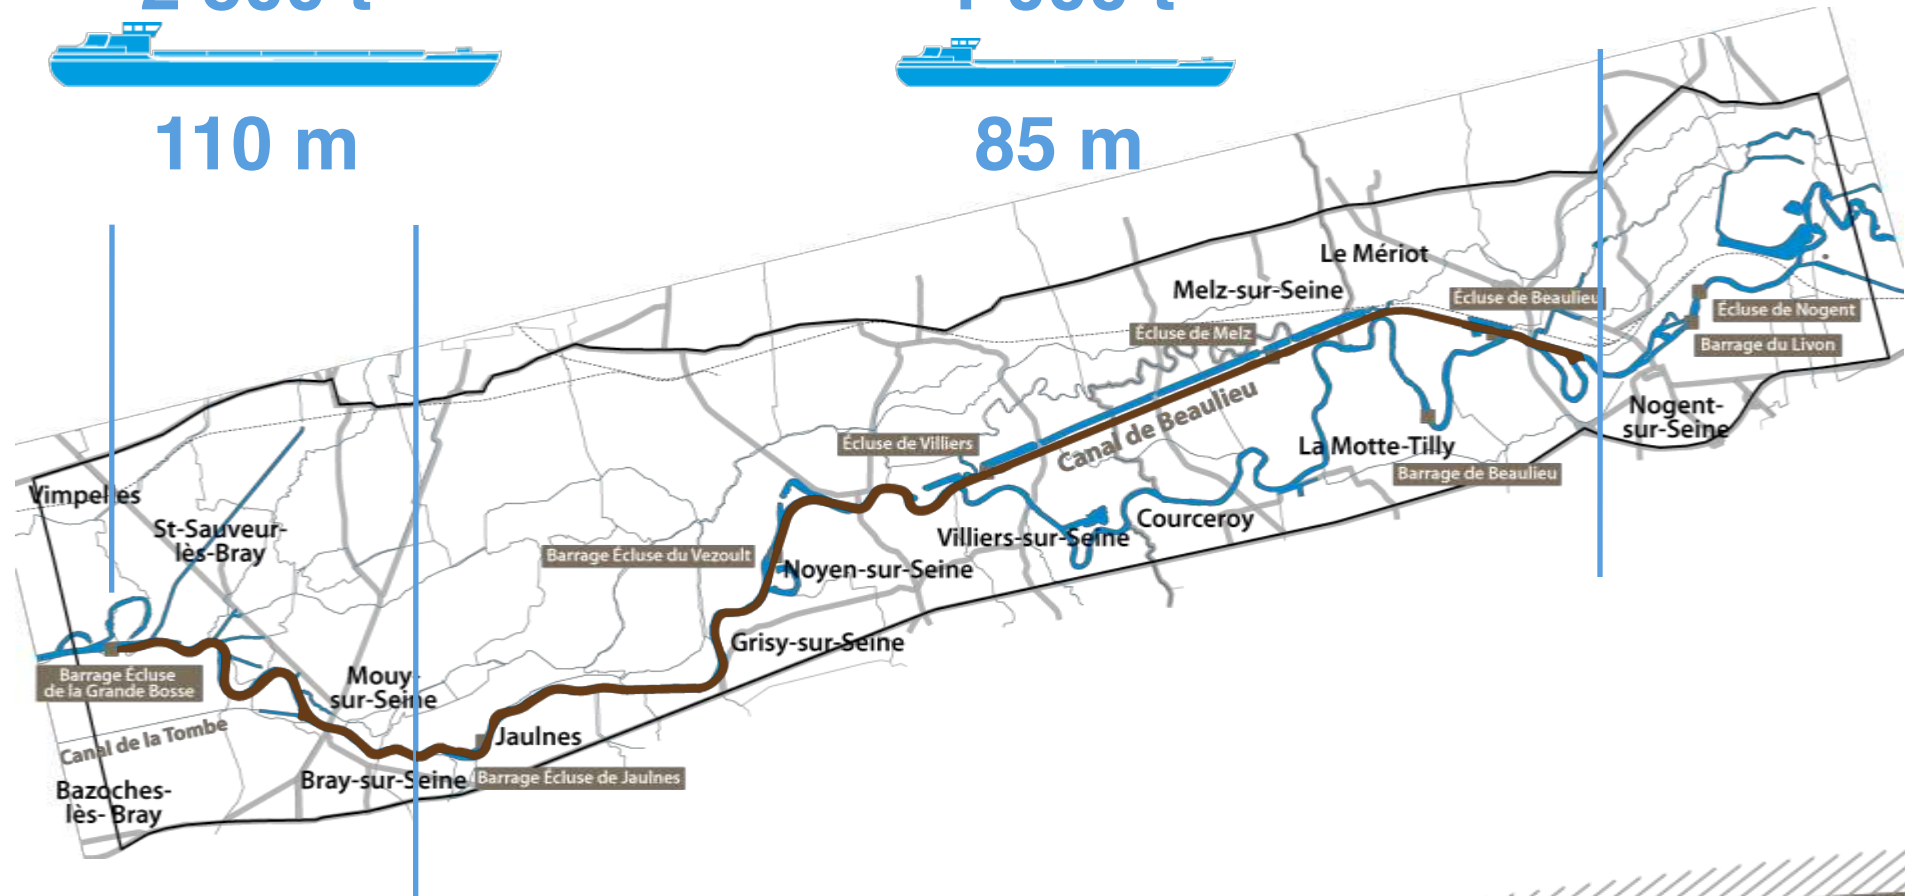 110 m
85 m
Le Mériot
Melz-sur-Seine
Écluse de Beaulieu
Écluse de Nogent
Écluse de Melz
Barrage du Livon
Canal de Beaulieu
Nogent-
sur-Seine
Écluse de Villiers
La Motte-Tilly
Barrage de Beaulieu
Vimpelles
St-Sauveur-
lès-Bray
Courceroy
Villiers-sur-Seine
Barrage Écluse du Vezoult
Noyen-sur-Seine
Grisy-sur-Seine
Barrage Écluse
de la Grande Bosse
Mouy-
sur-Seine
Canal de la Tombe
Jaulnes
Bray-sur-Seine
Barrage Écluse de Jaulnes
Bazoches-
lès- Bray